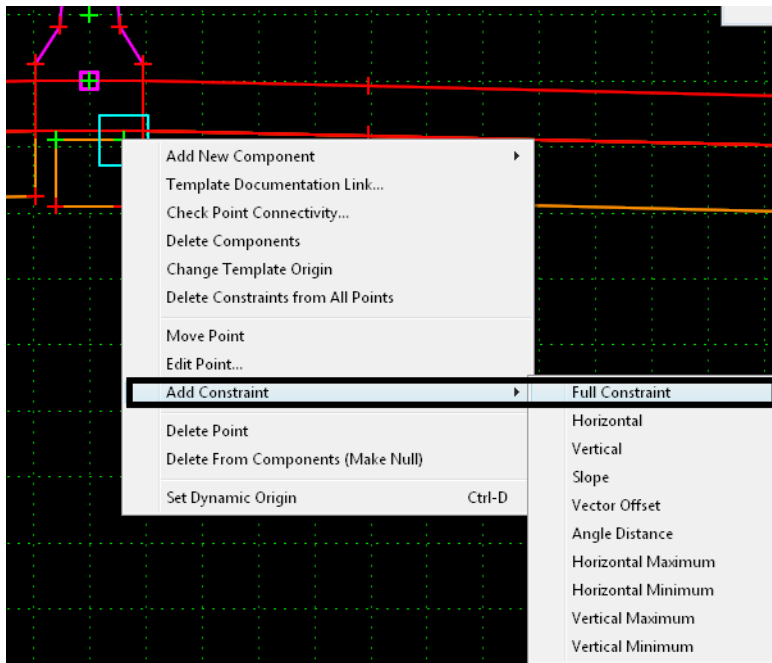 Add New Component
Template Documentation Link...
Check Point Connectivity...
Delete Components
Change Template Origin
Delete Constraints from All Points
Move Point
Edit Point...
Add Constraint
Delete Point
Delete From Components (Make Null)
Set Dynamic Origin Ctrl-D
Full Constraint
Horizontal
Vertical
Slope
Vector Offset
Angle Distance
Horizontal Maximum
Horizontal Minimum
Vertical Maximum
Vertical Minimum